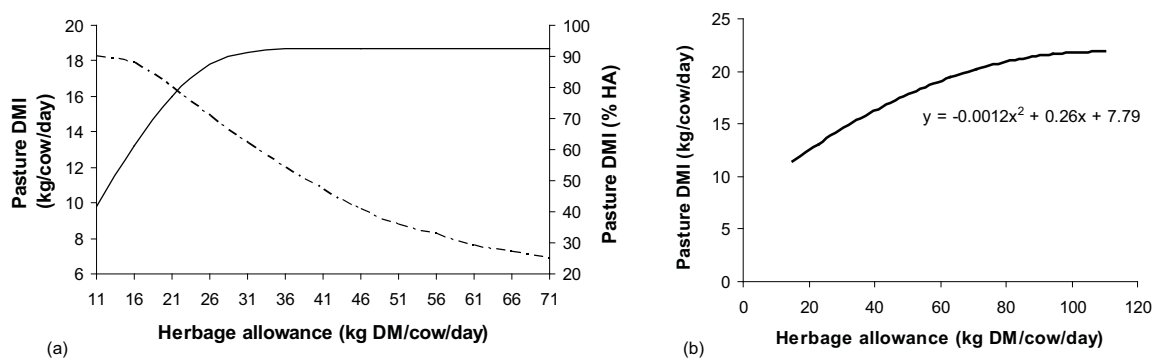 Pasture DMI
(kg/cow/day)
20
18
16
14
12
10
8
6
100
90
80
70
60
50
40
30
20
Pasture DMI (% HA)
11 16 21 26 31 36 41 46 51 56 61 66 71
Herbage allowance (kg DM/cow/day)
(a)
Pasture DMI (kg/cow/day)
25
20
15
10
5
0
y = -0.0012x² + 0.26x + 7.79
0 20 40 60 80 100 120
Herbage allowance (kg DM/cow/day)
(b)